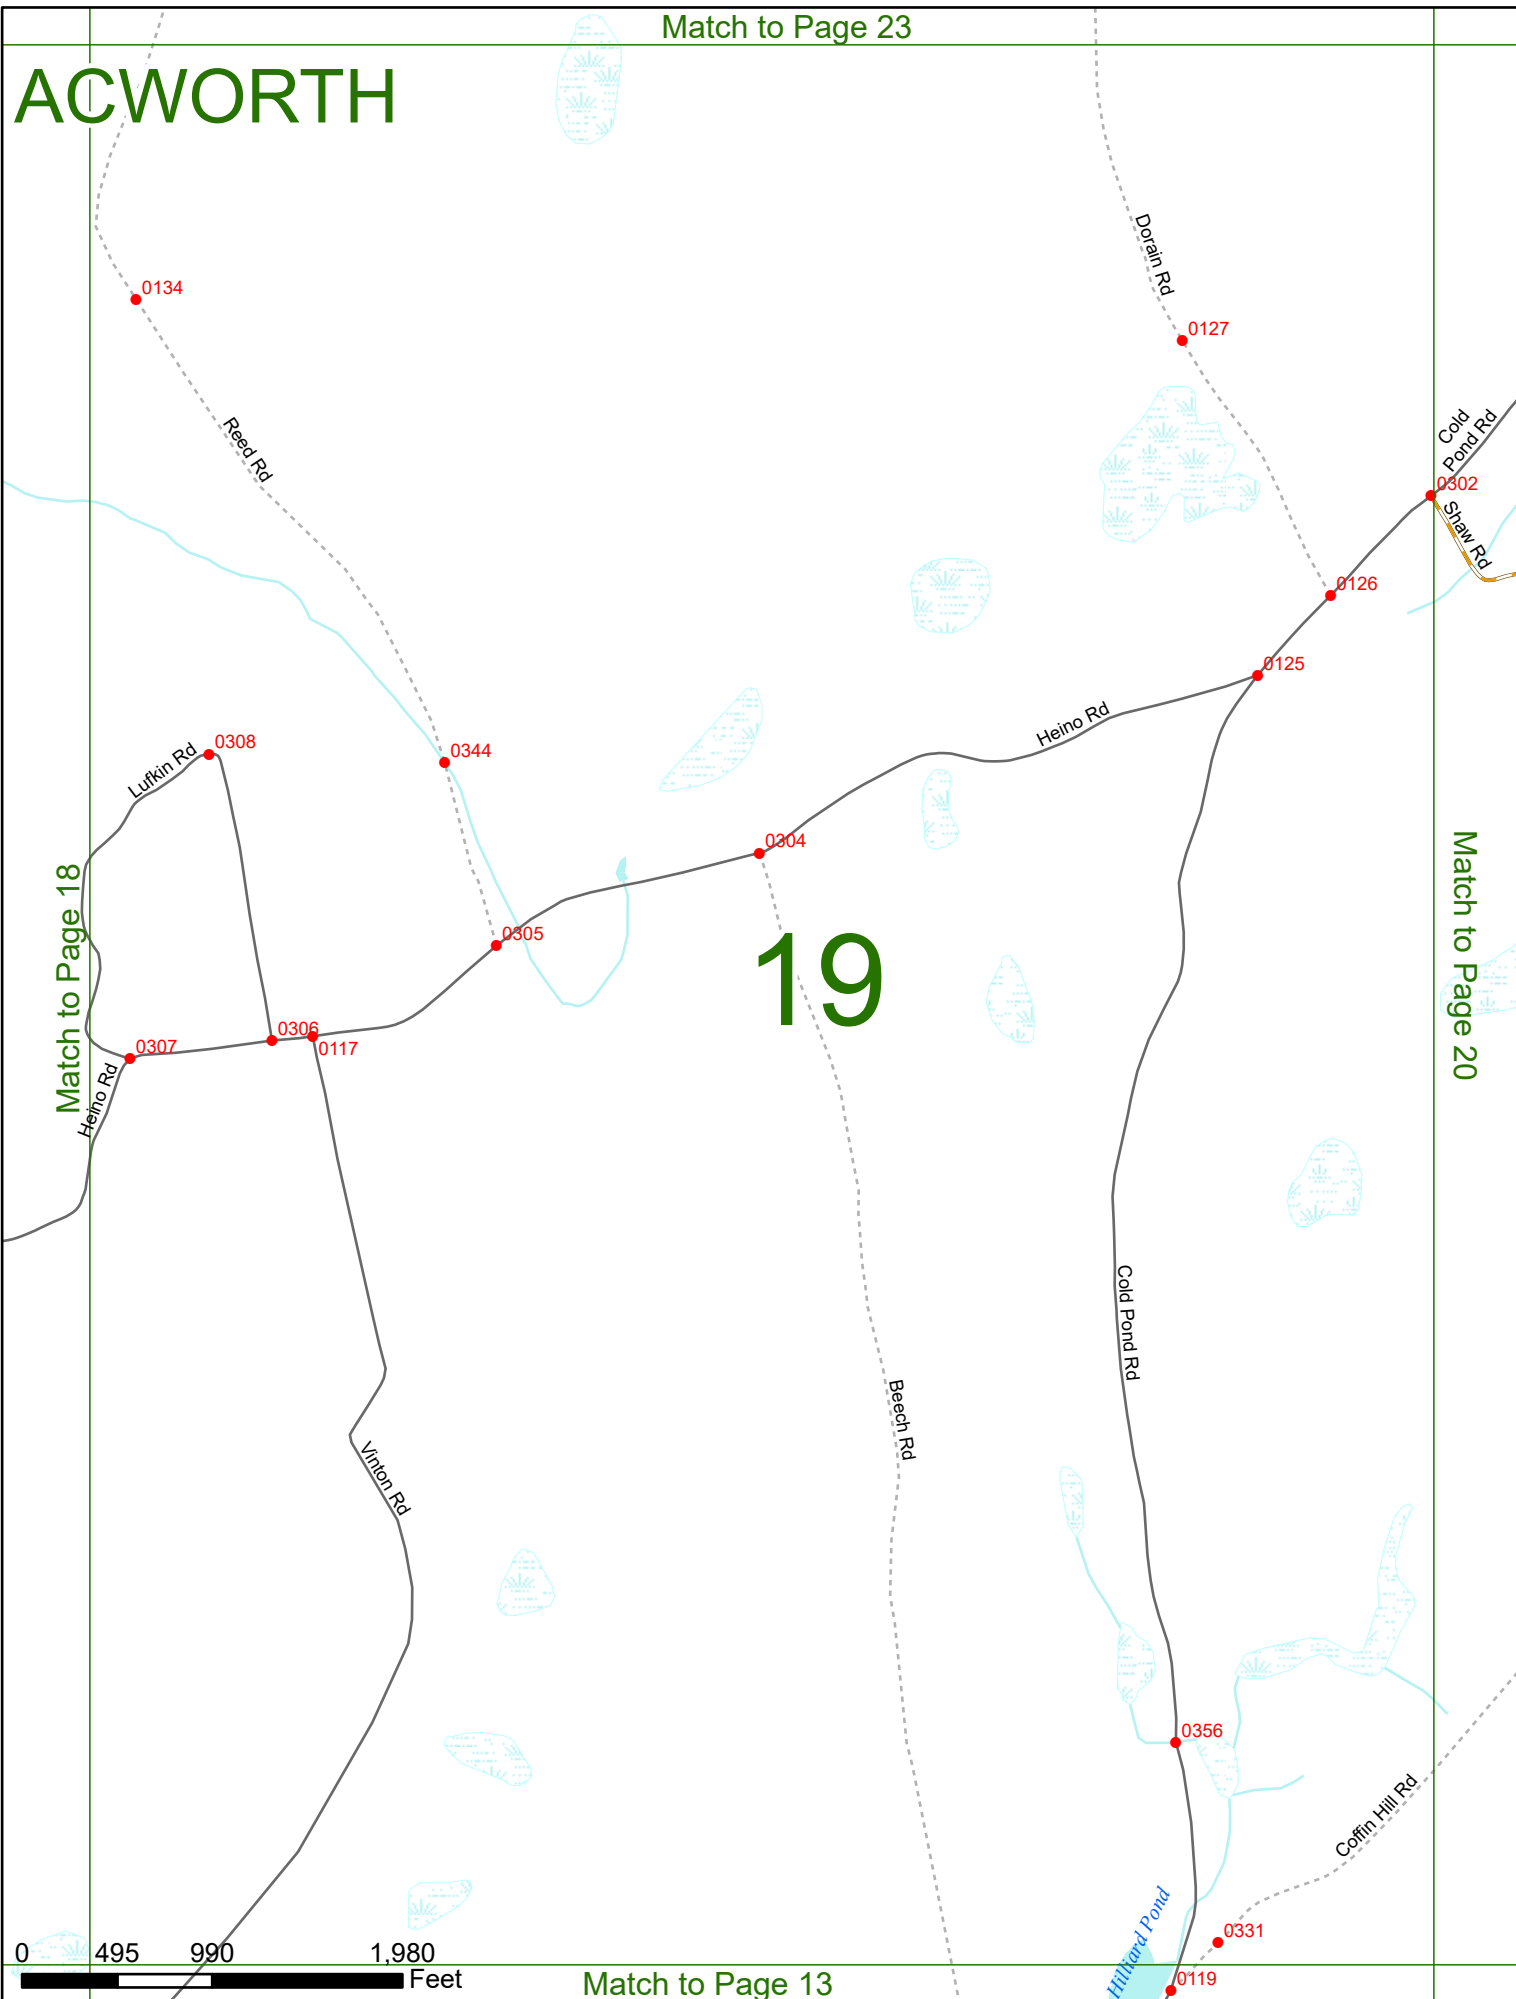 Match to Page 23
ACWORTH
Dorain Rd
0134
0127
Reed Rd
Cold
Pond Rd
0302
Shaw Rd
0126
0125
Heino Rd
0308
Lufkin Rd
0344
0304
Match to Page 18
Match to Page 20
19
0305
0306
0117
0307
Heino Rd
Cold Pond Rd
Beech Rd
Vinton Rd
0356
Coffin Hill Rd
Hilliard Pond
0331
0 495 990 1,980
Feet
Match to Page 13
0119